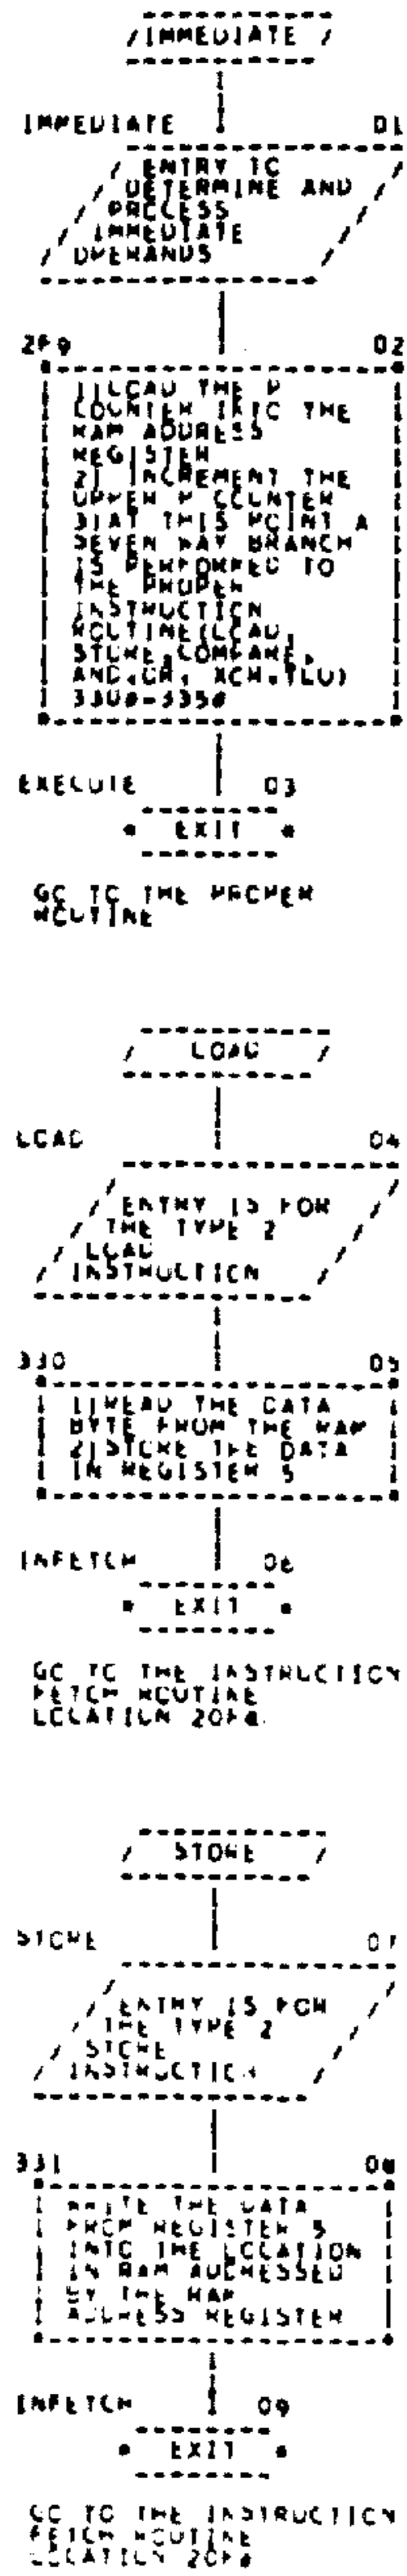 IMMEDIATE
IMMEDIATE 01
ENTRY TO
DETERMINE AND
PROCESS
IMMEDIATE
OPERANDS
2F9 02
1)LOAD THE P
COUNTER INTO THE
RAM ADDRESS
REGISTER
2) INCREMENT THE
UPPER P COUNTER
3)AT THIS POINT A
SEVEN WAY BRANCH
IS PERFORMED TO
THE PROPER
INSTRUCTION
ROUTINE(LOAD,
STORE,COMPARE,
AND,OR, XCH,TLU)
330#-335#
EXECUTE 03
EXIT
GO TO THE PROPER
ROUTINE
LOAD
LOAD 04
ENTRY IS FOR
THE TYPE 2
LOAD
INSTRUCTION
330 05
1)READ THE DATA
BYTE FROM THE RAM
2)STORE THE DATA
IN REGISTER 5
INFETCH 06
EXIT
GO TO THE INSTRUCTION
FETCH ROUTINE
LOCATION 20F#.
STORE
STORE 07
ENTRY IS FOR
THE TYPE 2
STORE
INSTRUCTION
331 08
WRITE THE DATA
FROM REGISTER 5
INTO THE LOCATION
IN RAM ADDRESSED
BY THE RAM
ADDRESS REGISTER
INFETCH 09
EXIT
GO TO THE INSTRUCTION
FETCH ROUTINE
LOCATION 20F#